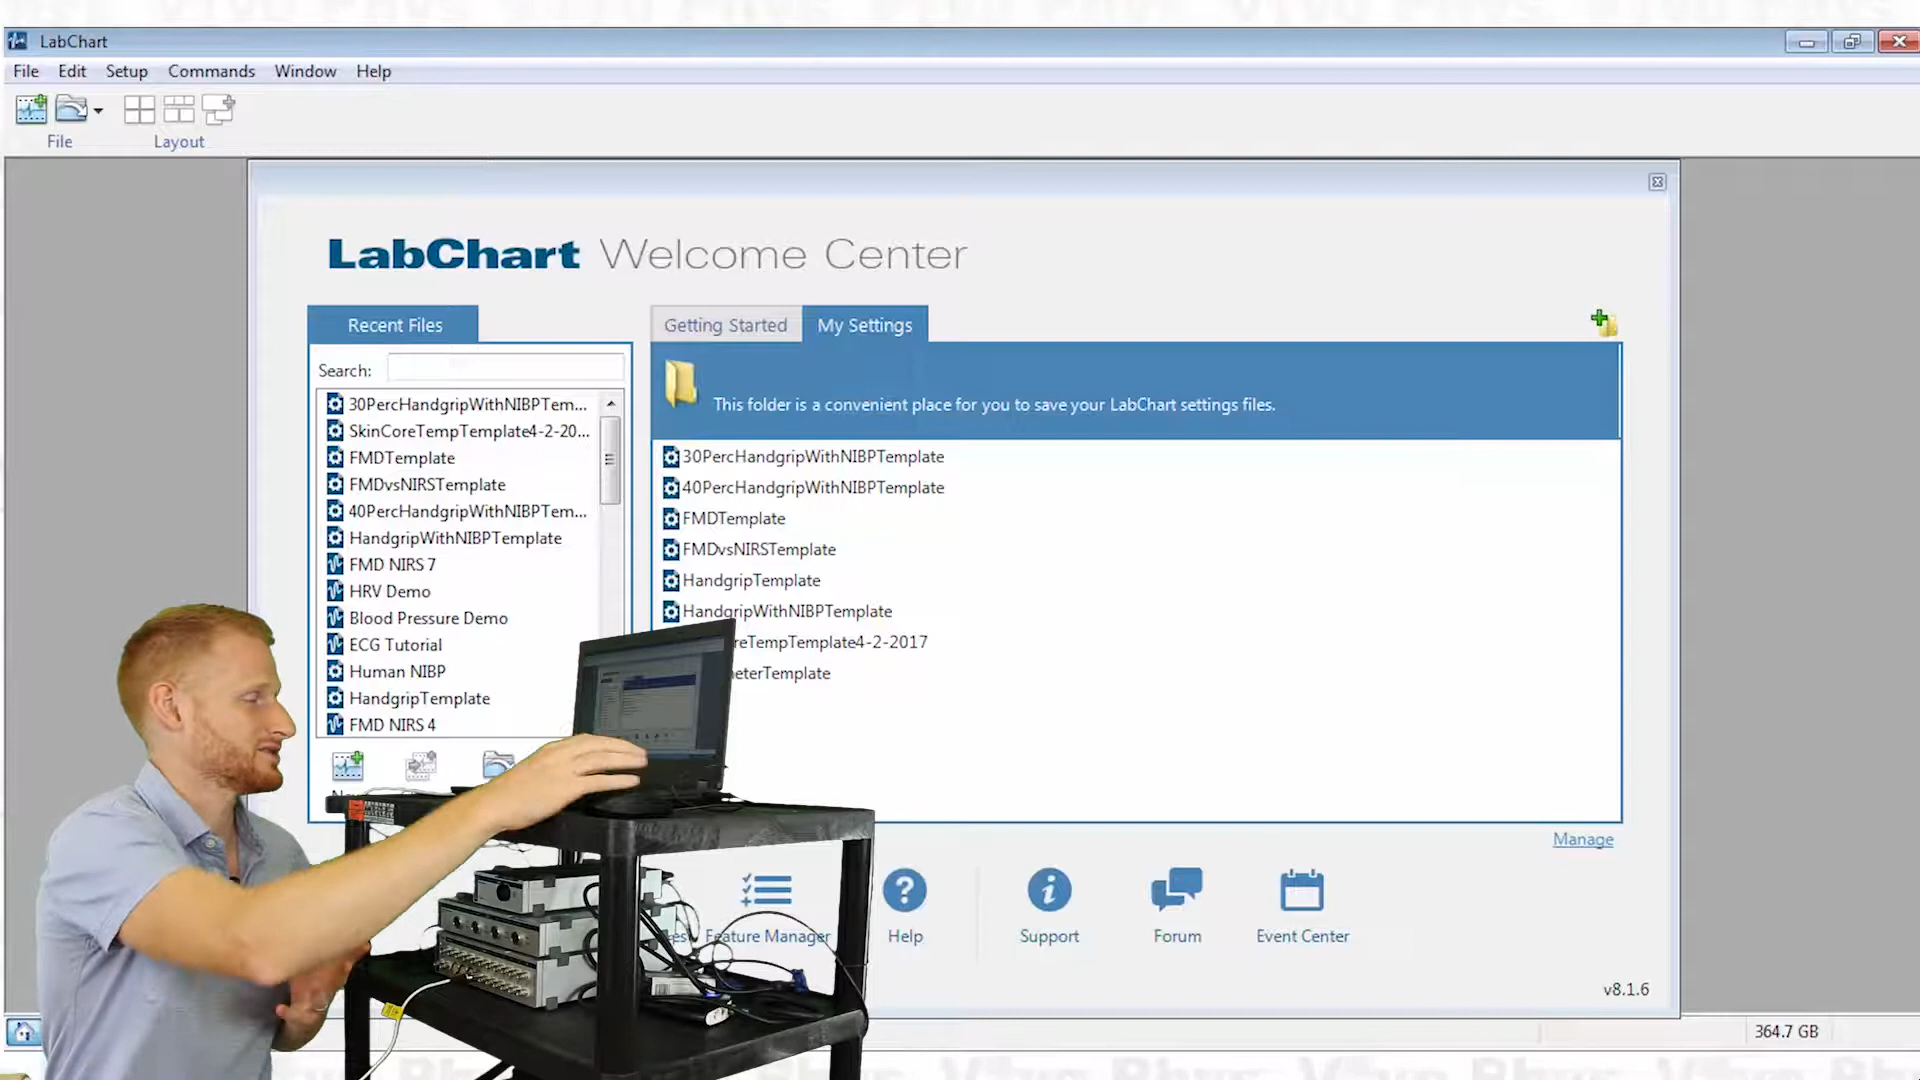 LabChart
File Edit Setup Commands Window Help
File Layout
LabChart Welcome Center
Recent Files
Getting Started My Settings
Search:
This folder is a convenient place for you to save your LabChart settings files.
30PercHandgripWithNIBPTem...
SkinCoreTempTemplate4-2-20...
FMDTemplate
FMDvsNIRSTemplate
40PercHandgripWithNIBPTem...
HandgripWithNIBPTemplate
FMD NIRS 7
HRV Demo
Blood Pressure Demo
ECG Tutorial
Human NIBP
HandgripTemplate
FMD NIRS 4
30PercHandgripWithNIBPTemplate
40PercHandgripWithNIBPTemplate
FMDTemplate
FMDvsNIRSTemplate
HandgripTemplate
HandgripWithNIBPTemplate
reTempTemplate4-2-2017
neterTemplate
Manage
Feature Manager
Help
Support
Forum
Event Center
v8.1.6
364.7 GB